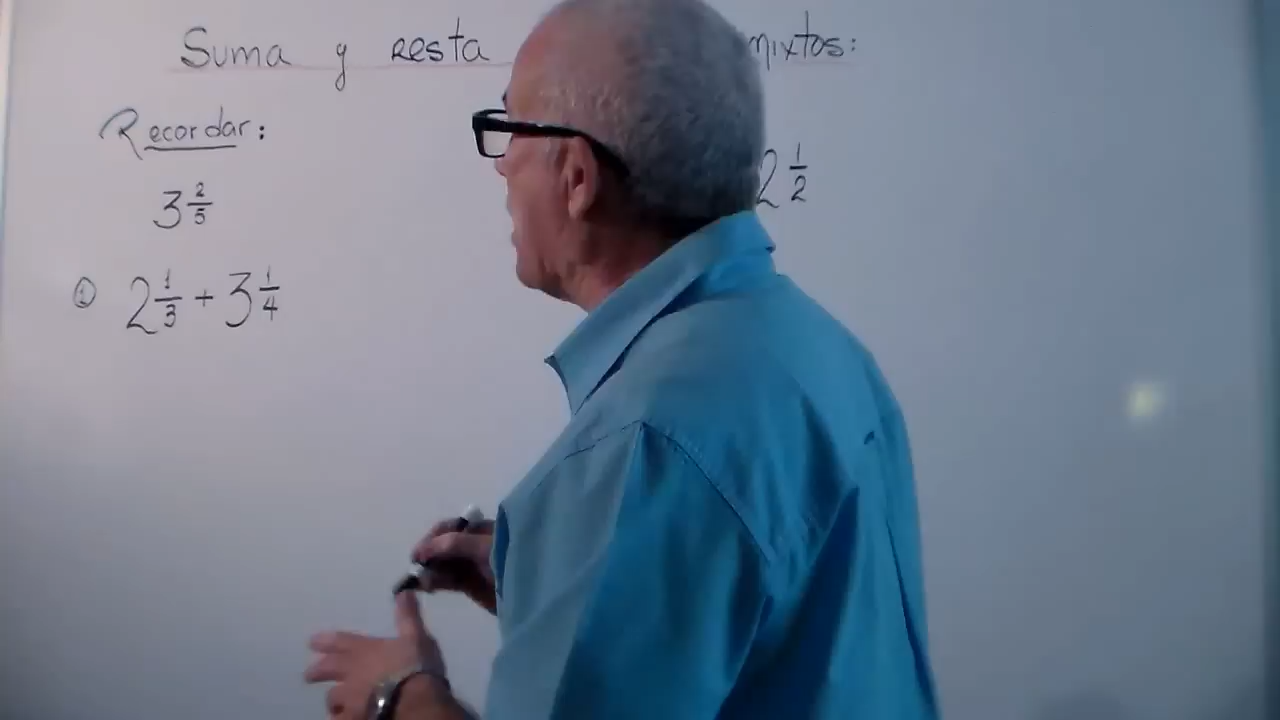 Suma y resta mixtos:
Recordar:
3 2/5
2 1/2
① 2 1/3 + 3 1/4